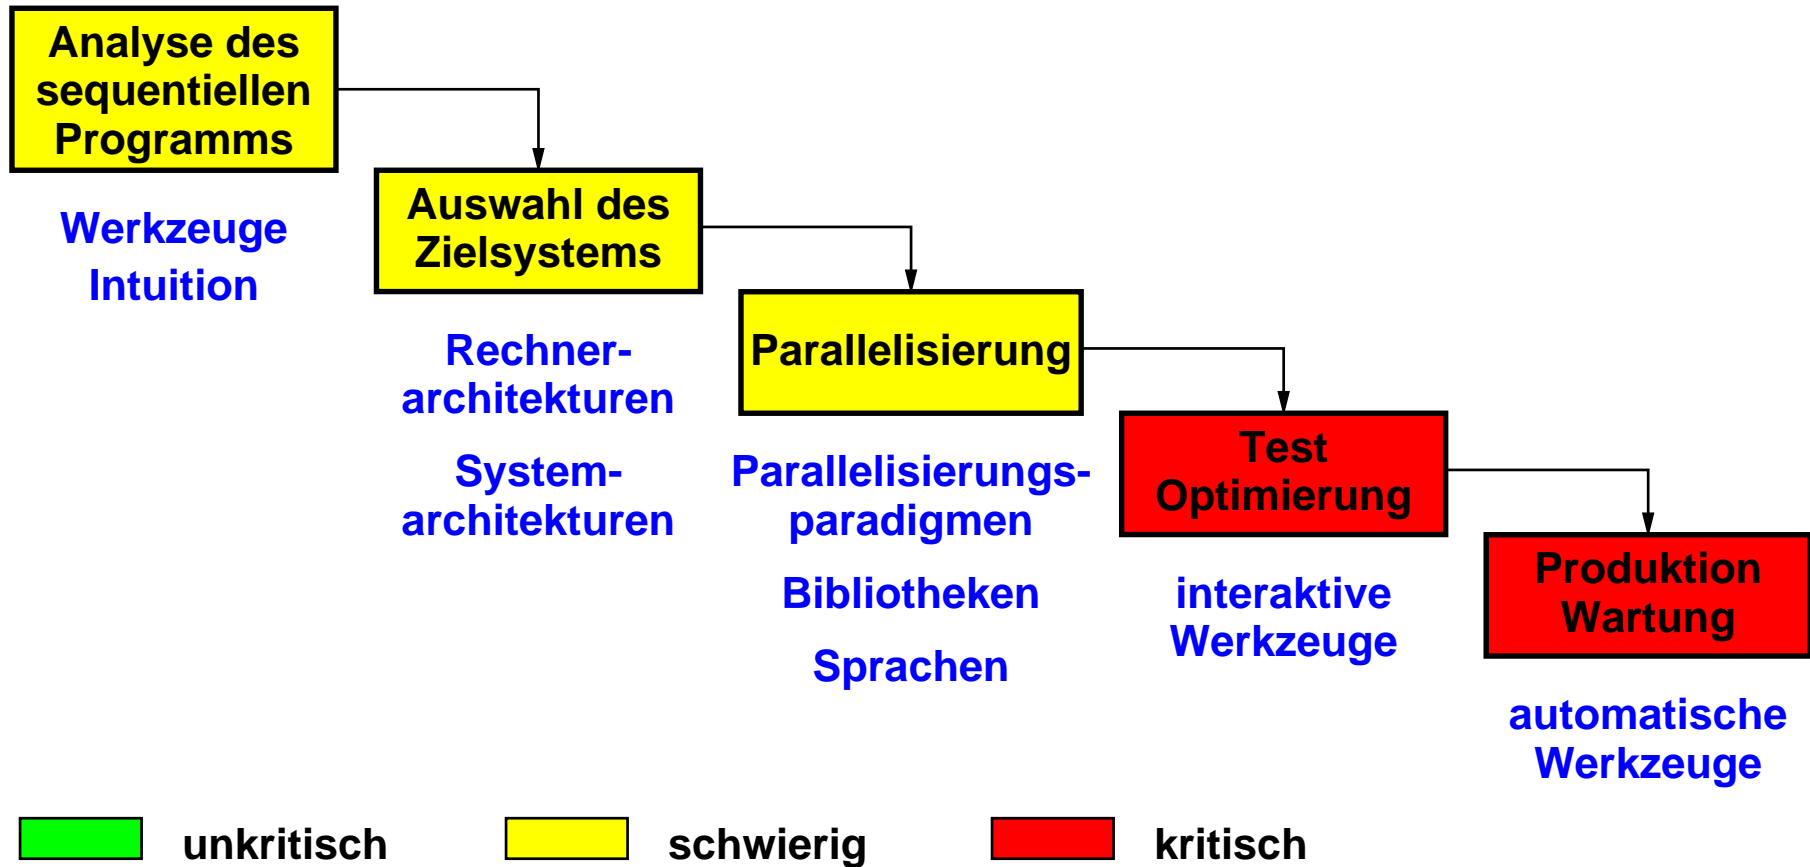 Analyse des
sequentiellen
Programms
Werkzeuge
Intuition
Auswahl des
Zielsystems
Rechner-
architekturen
System-
architekturen
Parallelisierung
Parallelisierungs-
paradigmen
Bibliotheken
Sprachen
Test
Optimierung
interaktive
Werkzeuge
Produktion
Wartung
automatische
Werkzeuge
unkritisch
schwierig
kritisch